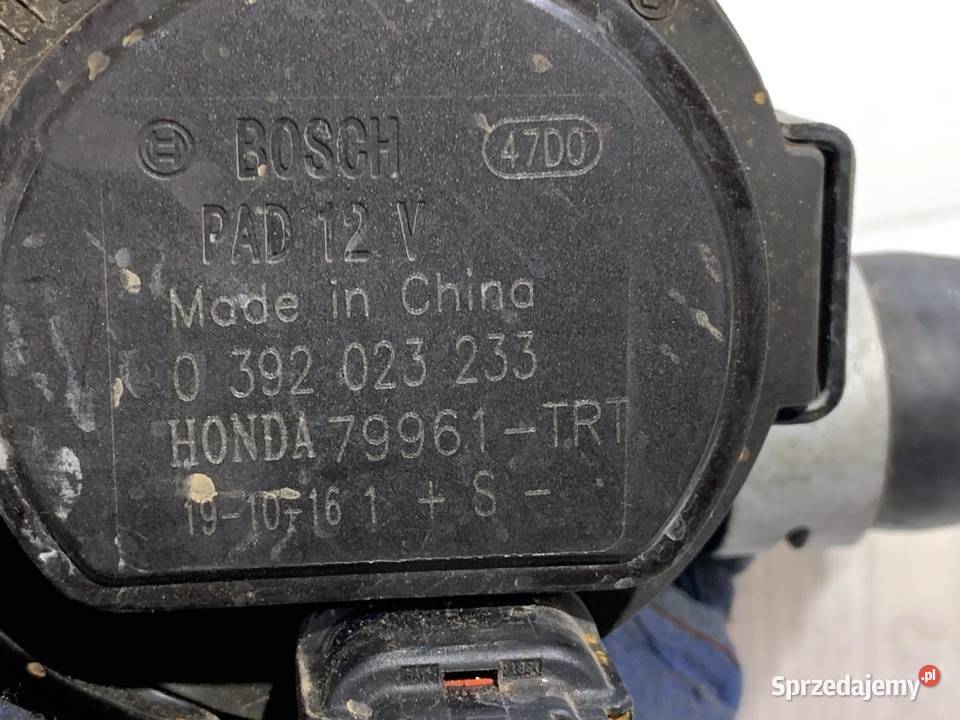 BOSCH 47D0
PAD 12 V
Made in China
0 392 023 233
HONDA 79961-TRT
19-10-16 1 + S -
Sprzedajemy.pl